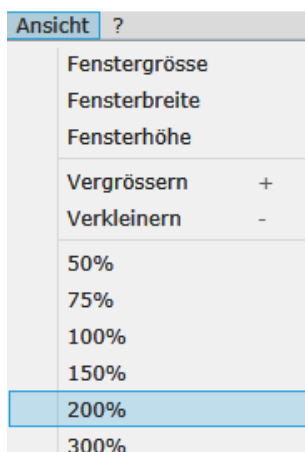 Ansicht ?
Fenstergrösse
Fensterbreite
Fensterhöhe
Vergrössern +
Verkleinern -
50%
75%
100%
150%
200%
300%